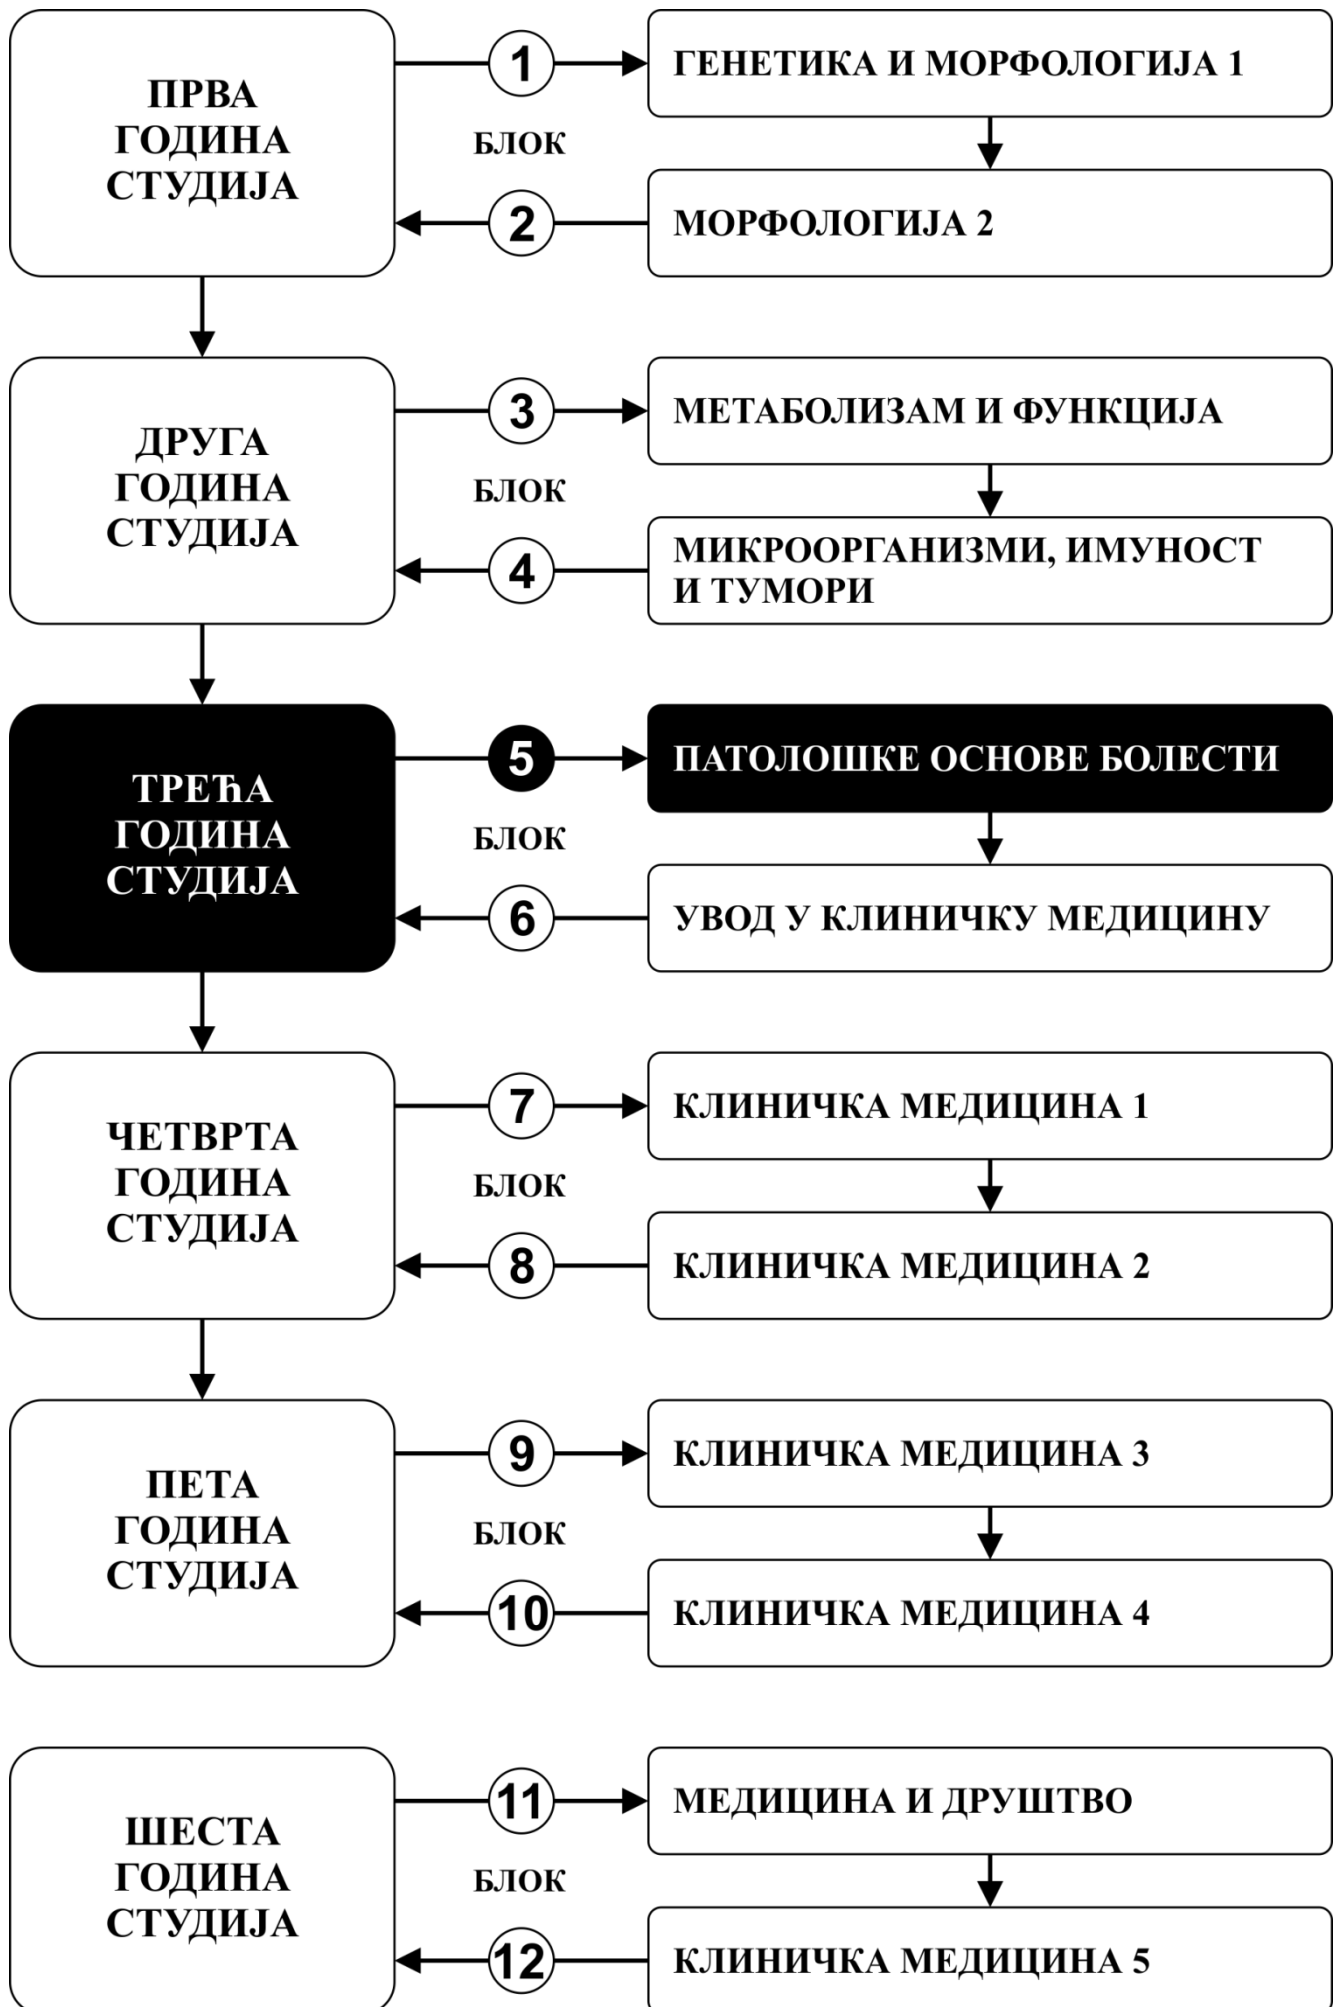 ПРВА
ГОДИНА
СТУДИЈА
1
ГЕНЕТИКА И МОРФОЛОГИЈА 1
БЛОК
2
МОРФОЛОГИЈА 2
ДРУГА
ГОДИНА
СТУДИЈА
3
МЕТАБОЛИЗАМ И ФУНКЦИЈА
БЛОК
4
МИКРООРГАНИЗМИ, ИМУНОСТ
И ТУМОРИ
ТРЕЋА
ГОДИНА
СТУДИЈА
5
ПАТОЛОШКЕ ОСНОВЕ БОЛЕСТИ
БЛОК
6
УВОД У КЛИНИЧКУ МЕДИЦИНУ
ЧЕТВРТА
ГОДИНА
СТУДИЈА
7
КЛИНИЧКА МЕДИЦИНА 1
БЛОК
8
КЛИНИЧКА МЕДИЦИНА 2
ПЕТА
ГОДИНА
СТУДИЈА
9
КЛИНИЧКА МЕДИЦИНА 3
БЛОК
10
КЛИНИЧКА МЕДИЦИНА 4
ШЕСТА
ГОДИНА
СТУДИЈА
11
МЕДИЦИНА И ДРУШТВО
БЛОК
12
КЛИНИЧКА МЕДИЦИНА 5